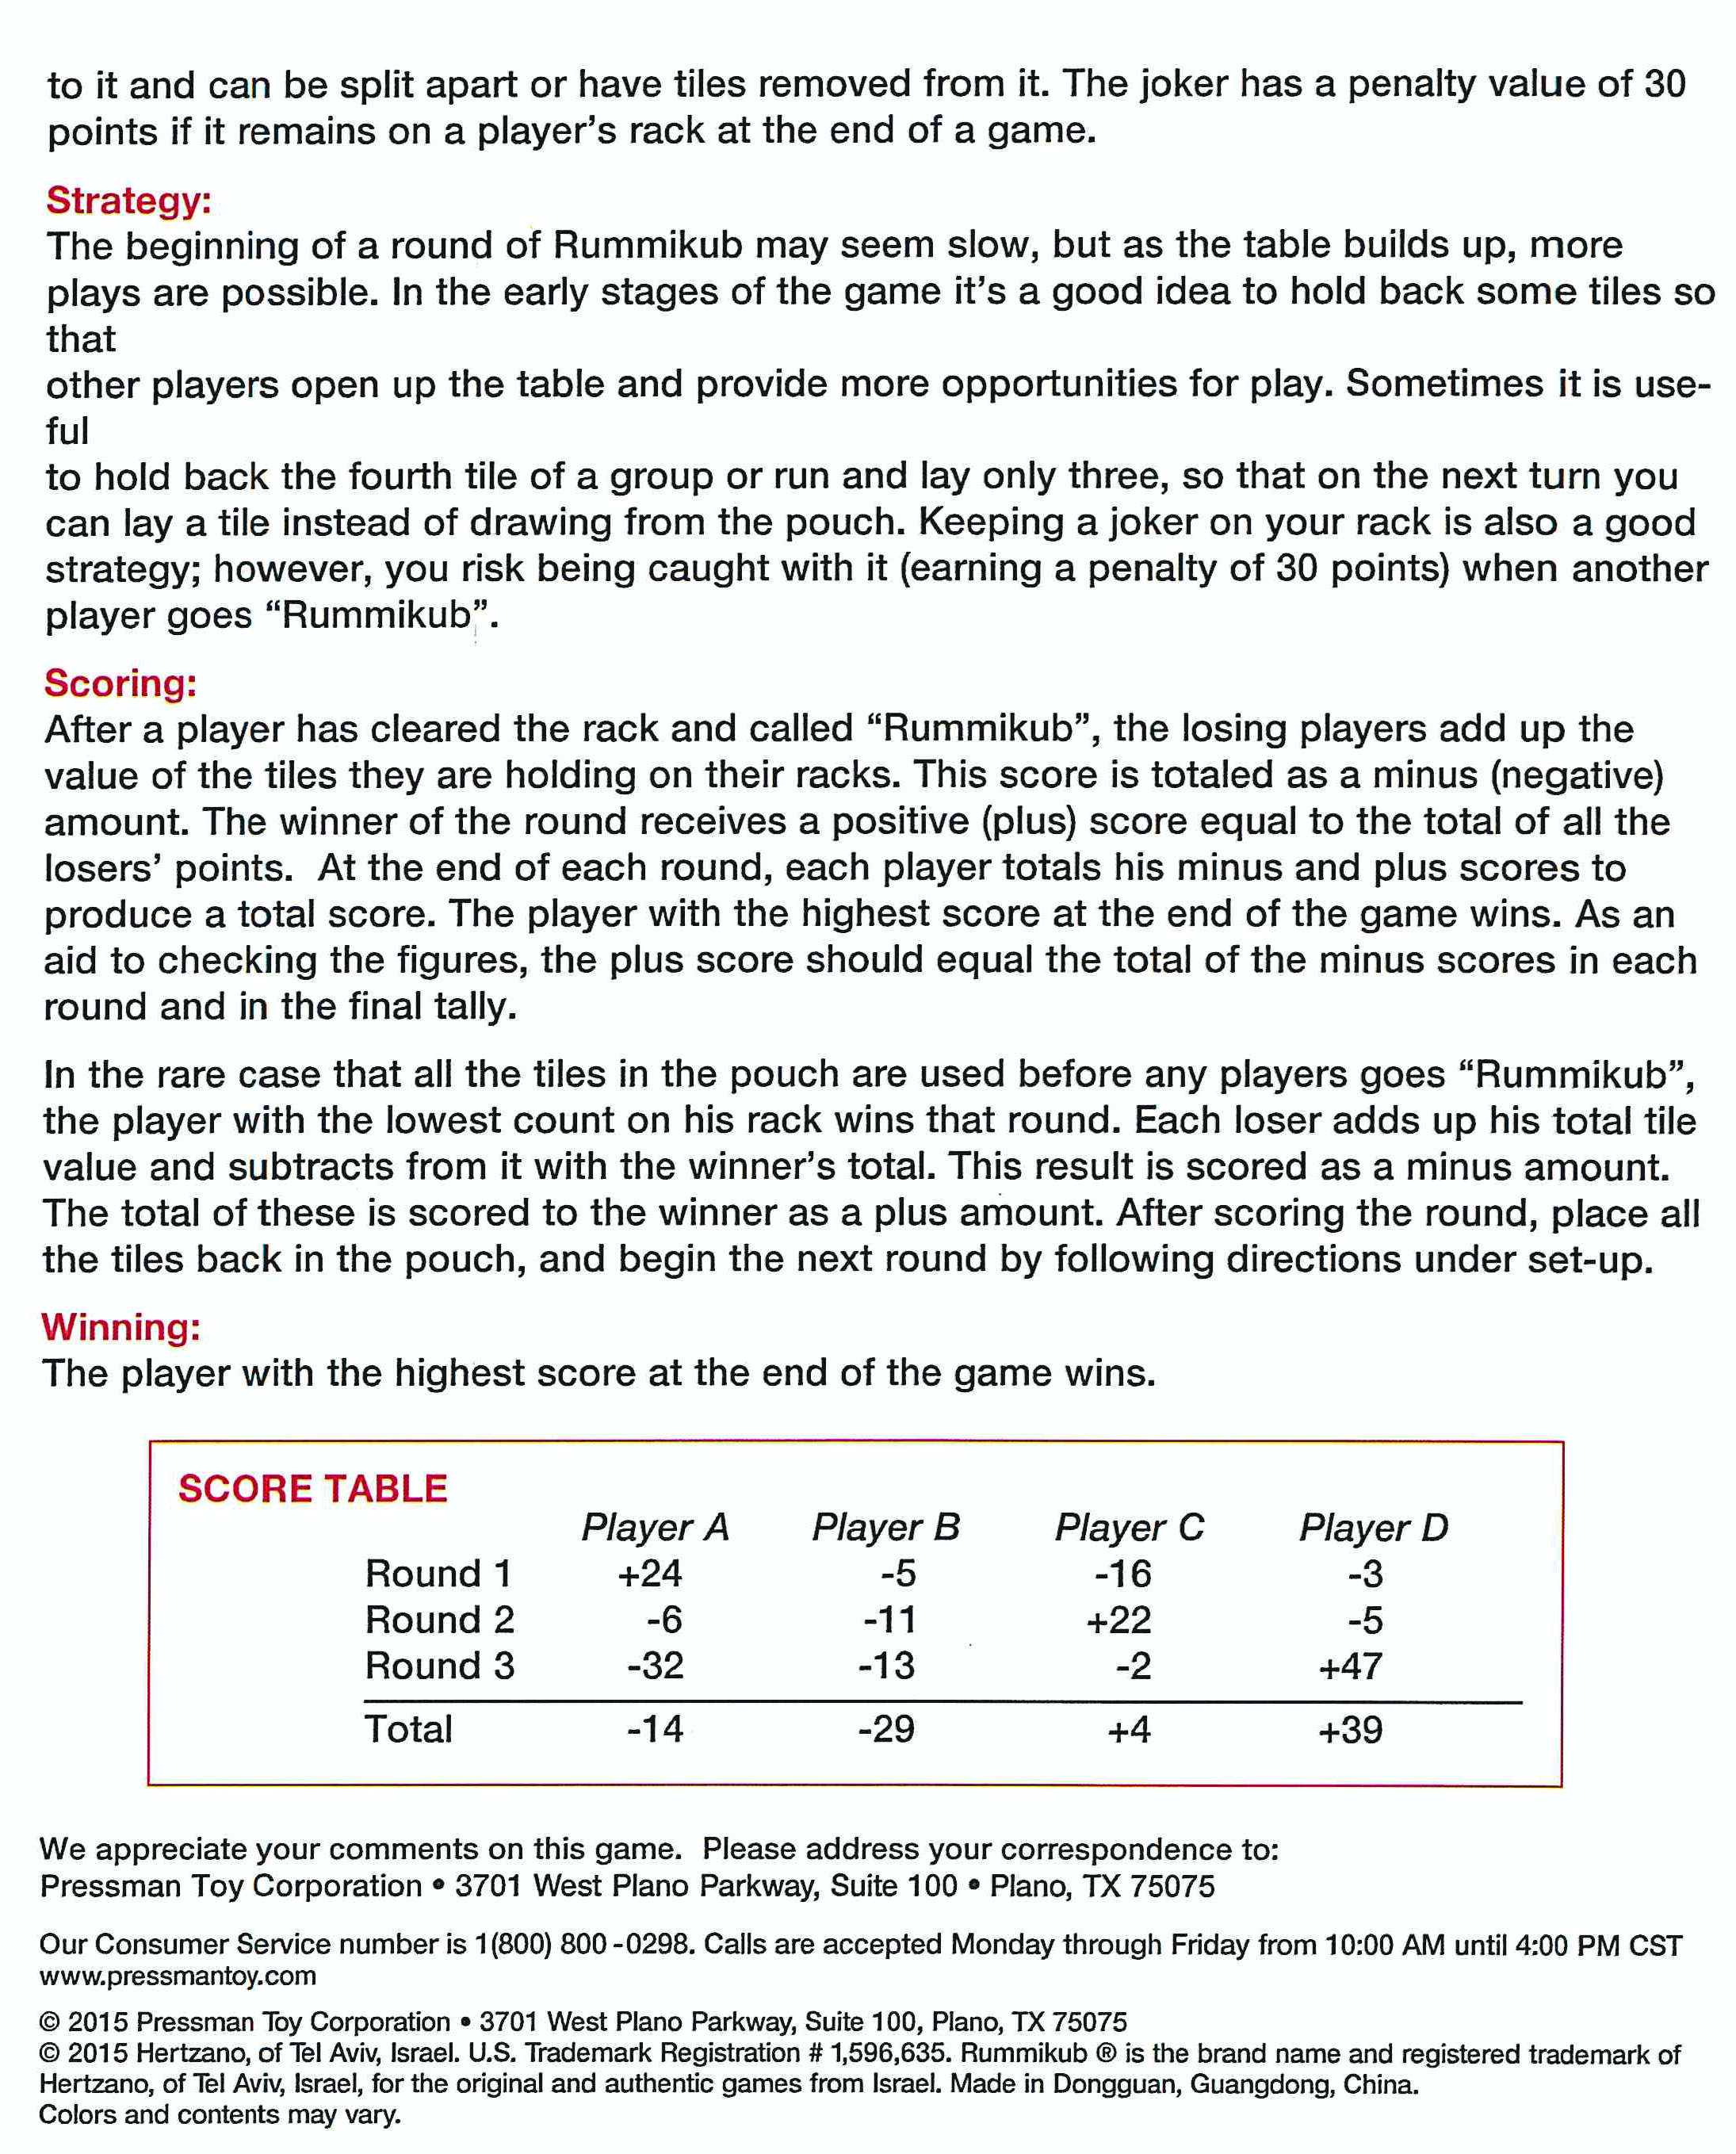 to it and can be split apart or have tiles removed from it. The joker has a penalty value of 30
points if it remains on a player's rack at the end of a game.
Strategy:
The beginning of a round of Rummikub may seem slow, but as the table builds up, more
plays are possible. In the early stages of the game it's a good idea to hold back some tiles so
that
other players open up the table and provide more opportunities for play. Sometimes it is use-
ful
to hold back the fourth tile of a group or run and lay only three, so that on the next turn you
can lay a tile instead of drawing from the pouch. Keeping a joker on your rack is also a good
strategy; however, you risk being caught with it (earning a penalty of 30 points) when another
player goes “Rummikub”.
Scoring:
After a player has cleared the rack and called “Rummikub”, the losing players add up the
value of the tiles they are holding on their racks. This score is totaled as a minus (negative)
amount. The winner of the round receives a positive (plus) score equal to the total of all the
losers' points.  At the end of each round, each player totals his minus and plus scores to
produce a total score. The player with the highest score at the end of the game wins. As an
aid to checking the figures, the plus score should equal the total of the minus scores in each
round and in the final tally.
In the rare case that all the tiles in the pouch are used before any players goes “Rummikub”,
the player with the lowest count on his rack wins that round. Each loser adds up his total tile
value and subtracts from it with the winner's total. This result is scored as a minus amount.
The total of these is scored to the winner as a plus amount. After scoring the round, place all
the tiles back in the pouch, and begin the next round by following directions under set-up.
Winning:
The player with the highest score at the end of the game wins.
SCORE TABLE
Player A Player B Player C Player D
Round 1 +24 -5 -16 -3
Round 2 -6 -11 +22 -5
Round 3 -32 -13 -2 +47
Total -14 -29 +4 +39
We appreciate your comments on this game.  Please address your correspondence to:
Pressman Toy Corporation • 3701 West Plano Parkway, Suite 100 • Plano, TX 75075
Our Consumer Service number is 1(800) 800-0298. Calls are accepted Monday through Friday from 10:00 AM until 4:00 PM CST
www.pressmantoy.com
© 2015 Pressman Toy Corporation • 3701 West Plano Parkway, Suite 100, Plano, TX 75075
© 2015 Hertzano, of Tel Aviv, Israel. U.S. Trademark Registration # 1,596,635. Rummikub ® is the brand name and registered trademark of
Hertzano, of Tel Aviv, Israel, for the original and authentic games from Israel. Made in Dongguan, Guangdong, China.
Colors and contents may vary.